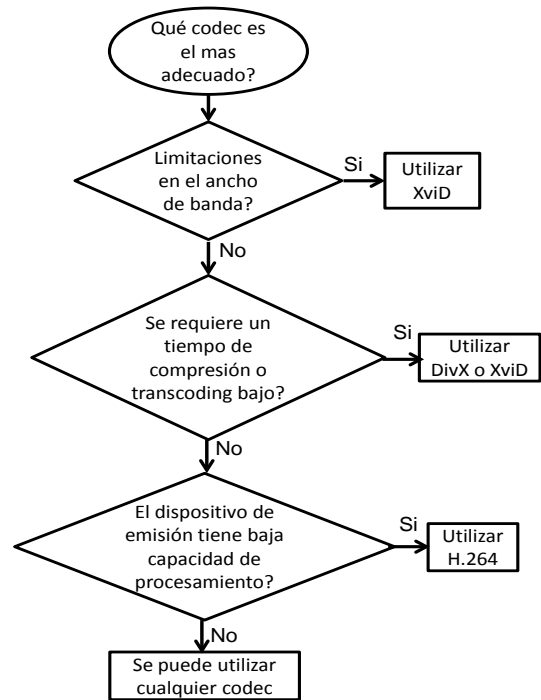 Qué codec es
el mas
adecuado?
Limitaciones
en el ancho
de banda?
Si
Utilizar
XviD
No
Se requiere un
tiempo de
compresión o
transcoding bajo?
Si
Utilizar
DivX o XviD
No
El dispositivo de
emisión tiene baja
capacidad de
procesamiento?
Si
Utilizar
H.264
No
Se puede utilizar
cualquier codec